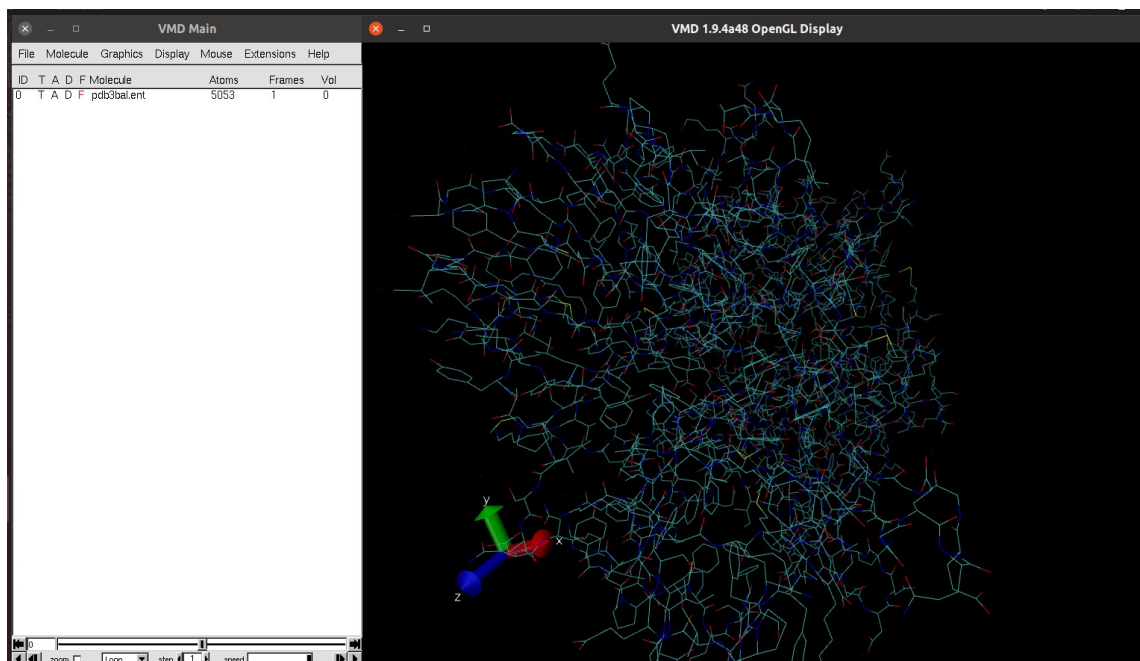 VMD Main
VMD 1.9.4a48 OpenGL Display
File Molecule Graphics Display Mouse Extensions Help
ID T A D F Molecule Atoms Frames Vol
0 T A D F pdb3bal.ent 5053 1 0
y
x
z
0
zoom Loop step 1 speed